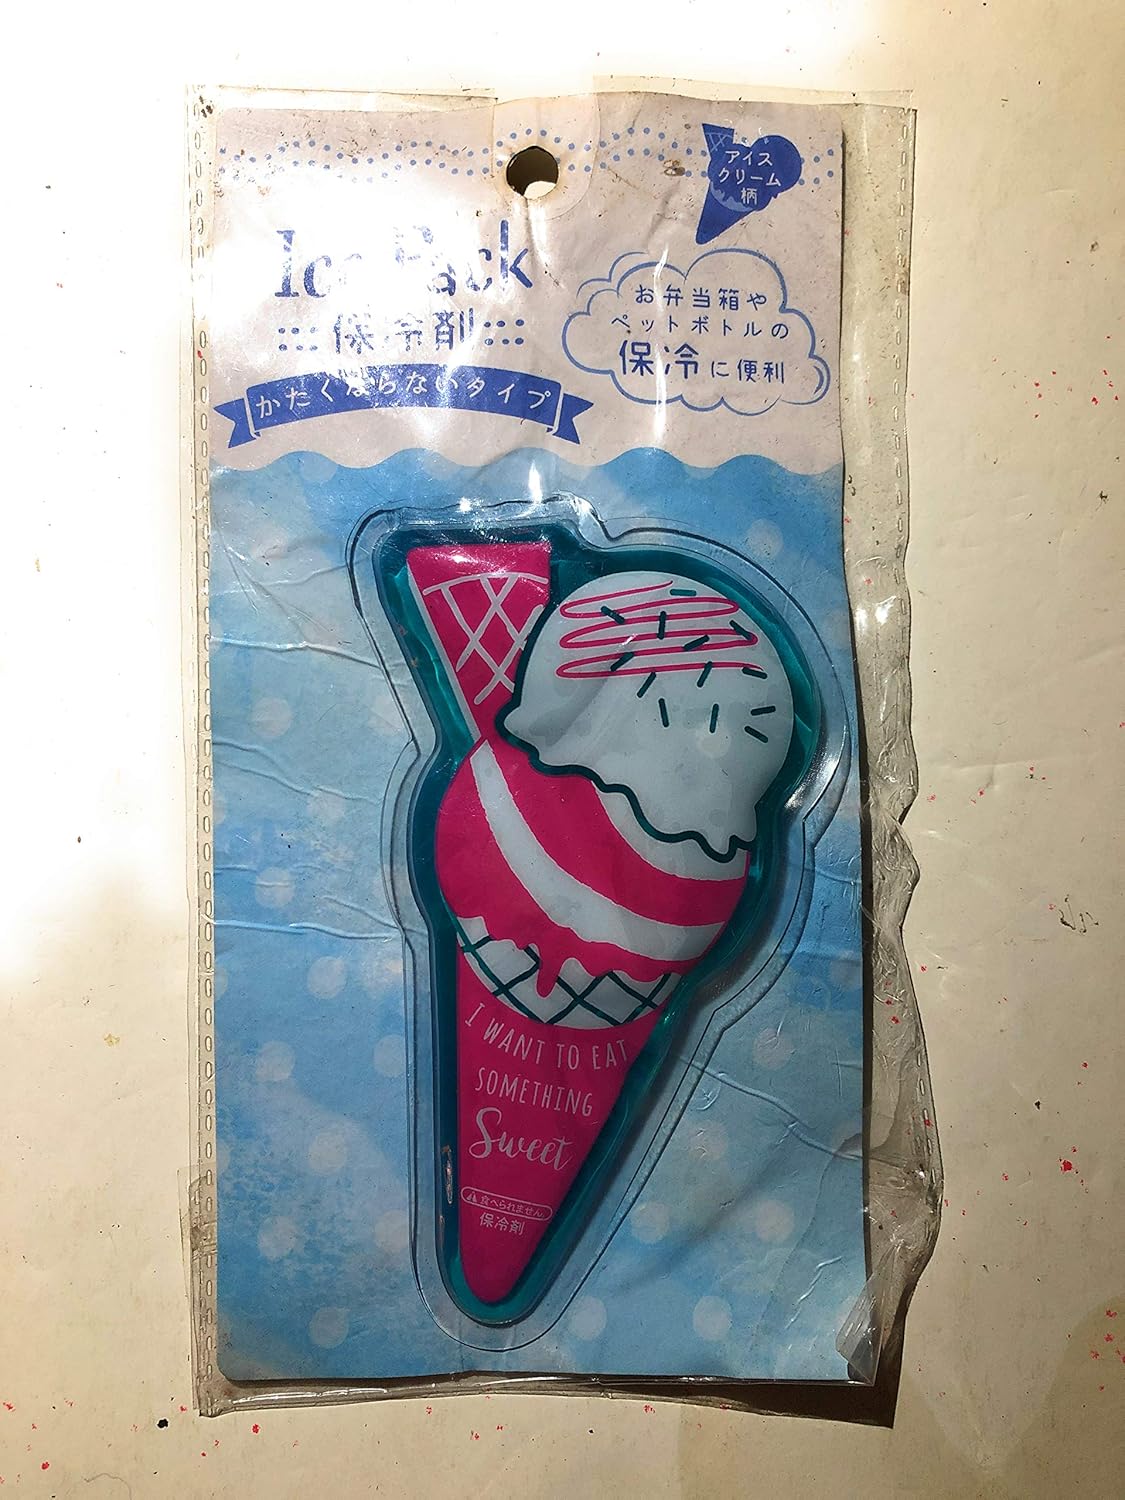 アイス
クリーム
柄
Ice Pack
保冷剤
かたくならないタイプ
お弁当箱や
ペットボトルの
保冷に便利
I WANT TO EAT
SOMETHING
Sweet
食べられません。
保冷剤